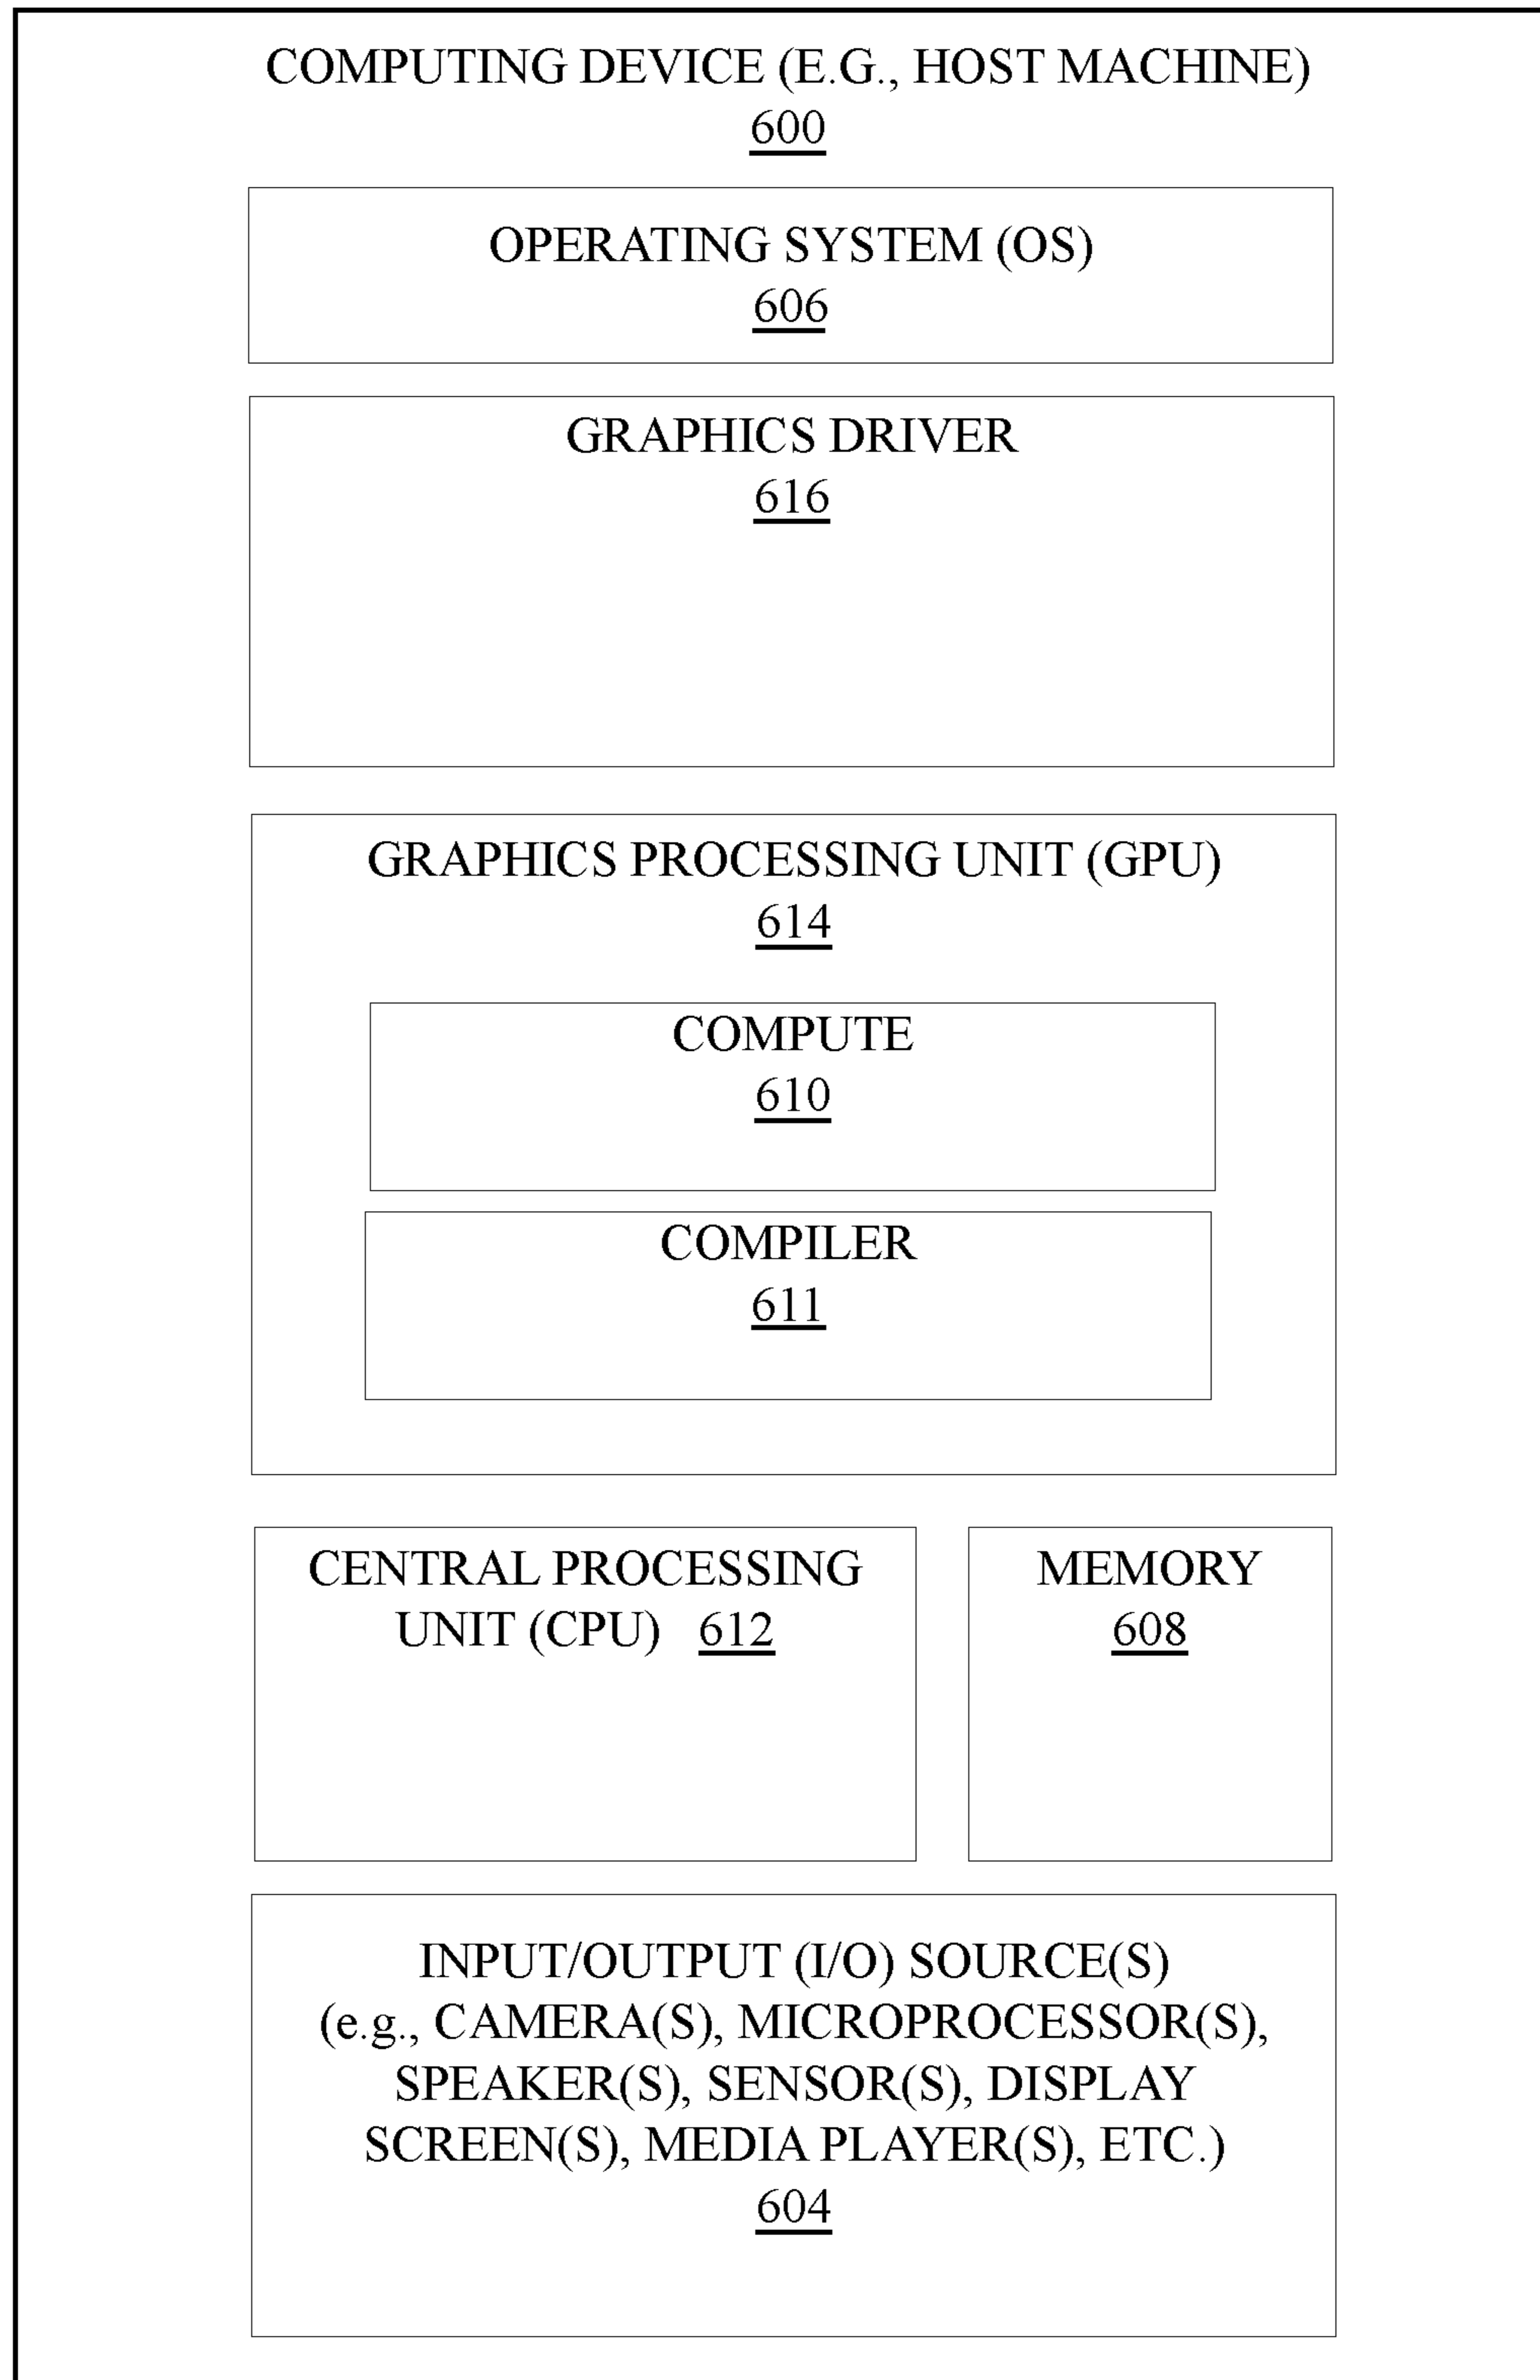 COMPUTING DEVICE (E.G., HOST MACHINE)
600
OPERATING SYSTEM (OS)
606
GRAPHICS DRIVER
616
GRAPHICS PROCESSING UNIT (GPU)
614
COMPUTE
610
COMPILER
611
CENTRAL PROCESSING
UNIT (CPU) 612
MEMORY
608
INPUT/OUTPUT (I/O) SOURCE(S)
(e.g., CAMERA(S), MICROPROCESSOR(S),
SPEAKER(S), SENSOR(S), DISPLAY
SCREEN(S), MEDIA PLAYER(S), ETC.)
604